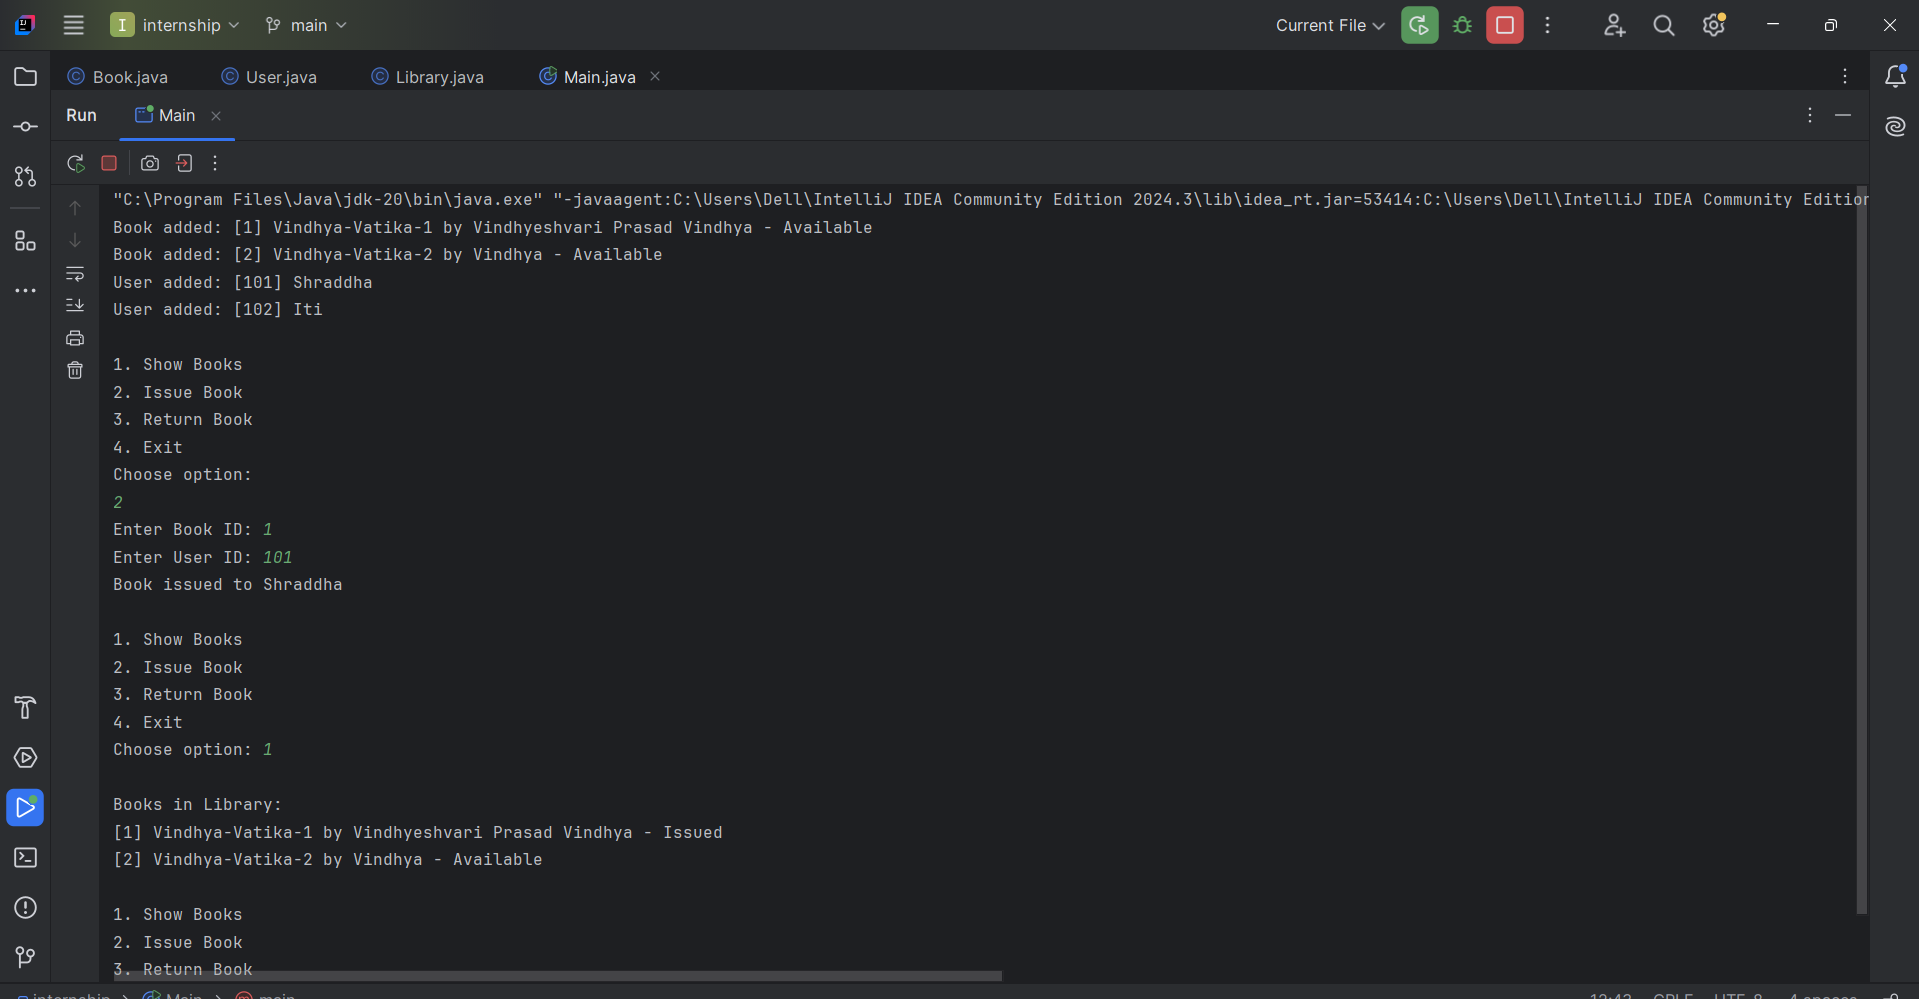 I internship main Current File
Book.java User.java Library.java Main.java
Run Main
"C:\Program Files\Java\jdk-20\bin\java.exe" "-javaagent:C:\Users\Dell\IntelliJ IDEA Community Edition 2024.3\lib\idea_rt.jar=53414:C:\Users\Dell\IntelliJ IDEA Community Edition
Book added: [1] Vindhya-Vatika-1 by Vindhyeshvari Prasad Vindhya - Available
Book added: [2] Vindhya-Vatika-2 by Vindhya - Available
User added: [101] Shraddha
User added: [102] Iti
1. Show Books
2. Issue Book
3. Return Book
4. Exit
Choose option:
2
Enter Book ID: 1
Enter User ID: 101
Book issued to Shraddha
1. Show Books
2. Issue Book
3. Return Book
4. Exit
Choose option: 1
Books in Library:
[1] Vindhya-Vatika-1 by Vindhyeshvari Prasad Vindhya - Issued
[2] Vindhya-Vatika-2 by Vindhya - Available
1. Show Books
2. Issue Book
3. Return Book
internship Main main